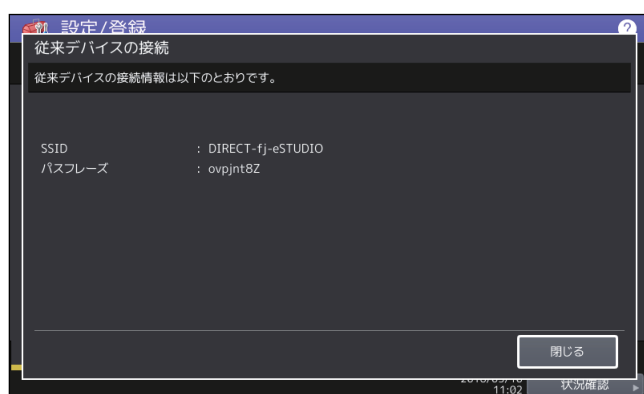 設定/登録
?
従来デバイスの接続
従来デバイスの接続情報は以下のとおりです。
SSID : DIRECT-fj-eSTUDIO
パスフレーズ : ovpjnt8Z
閉じる
11:02
状況確認